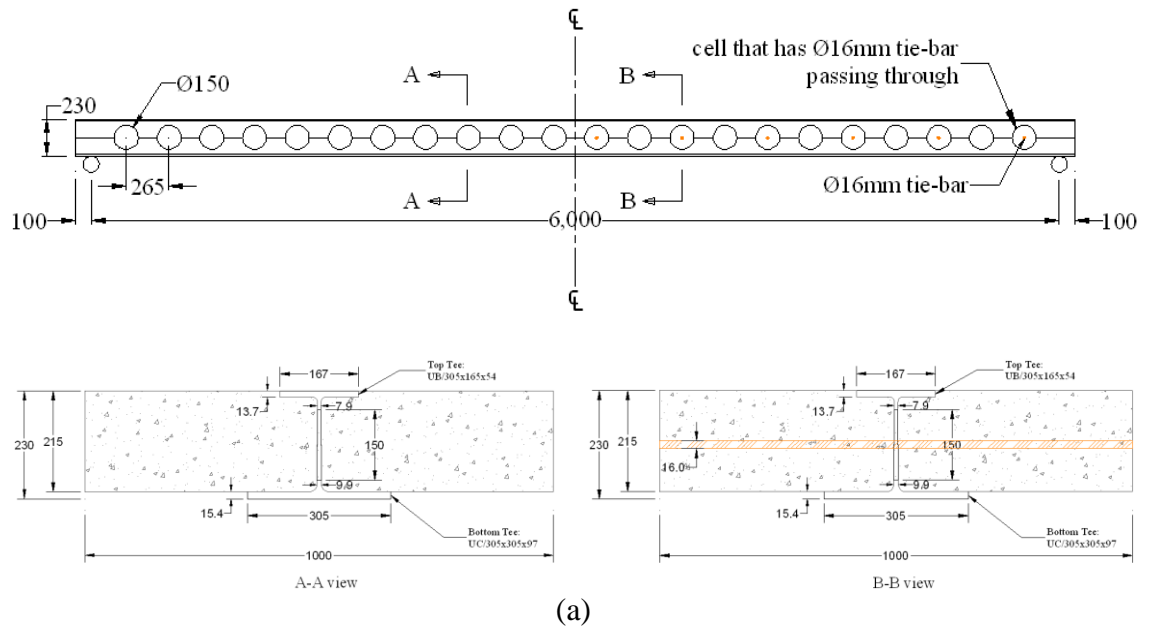 ℄
cell that has Ø16mm tie-bar
passing through
A
B
Ø150
230
265
Ø16mm tie-bar
A
B
100
6,000
100
℄
Top Tee:
UB/305x165x54
167
13.7
7.9
230
215
150
9.9
15.4
305
Bottom Tee:
UC/305x305x97
1000
A-A view
Top Tee:
UB/305x165x54
167
13.7
7.9
230
215
150
16.0
9.9
15.4
305
Bottom Tee:
UC/305x305x97
1000
B-B view
(a)